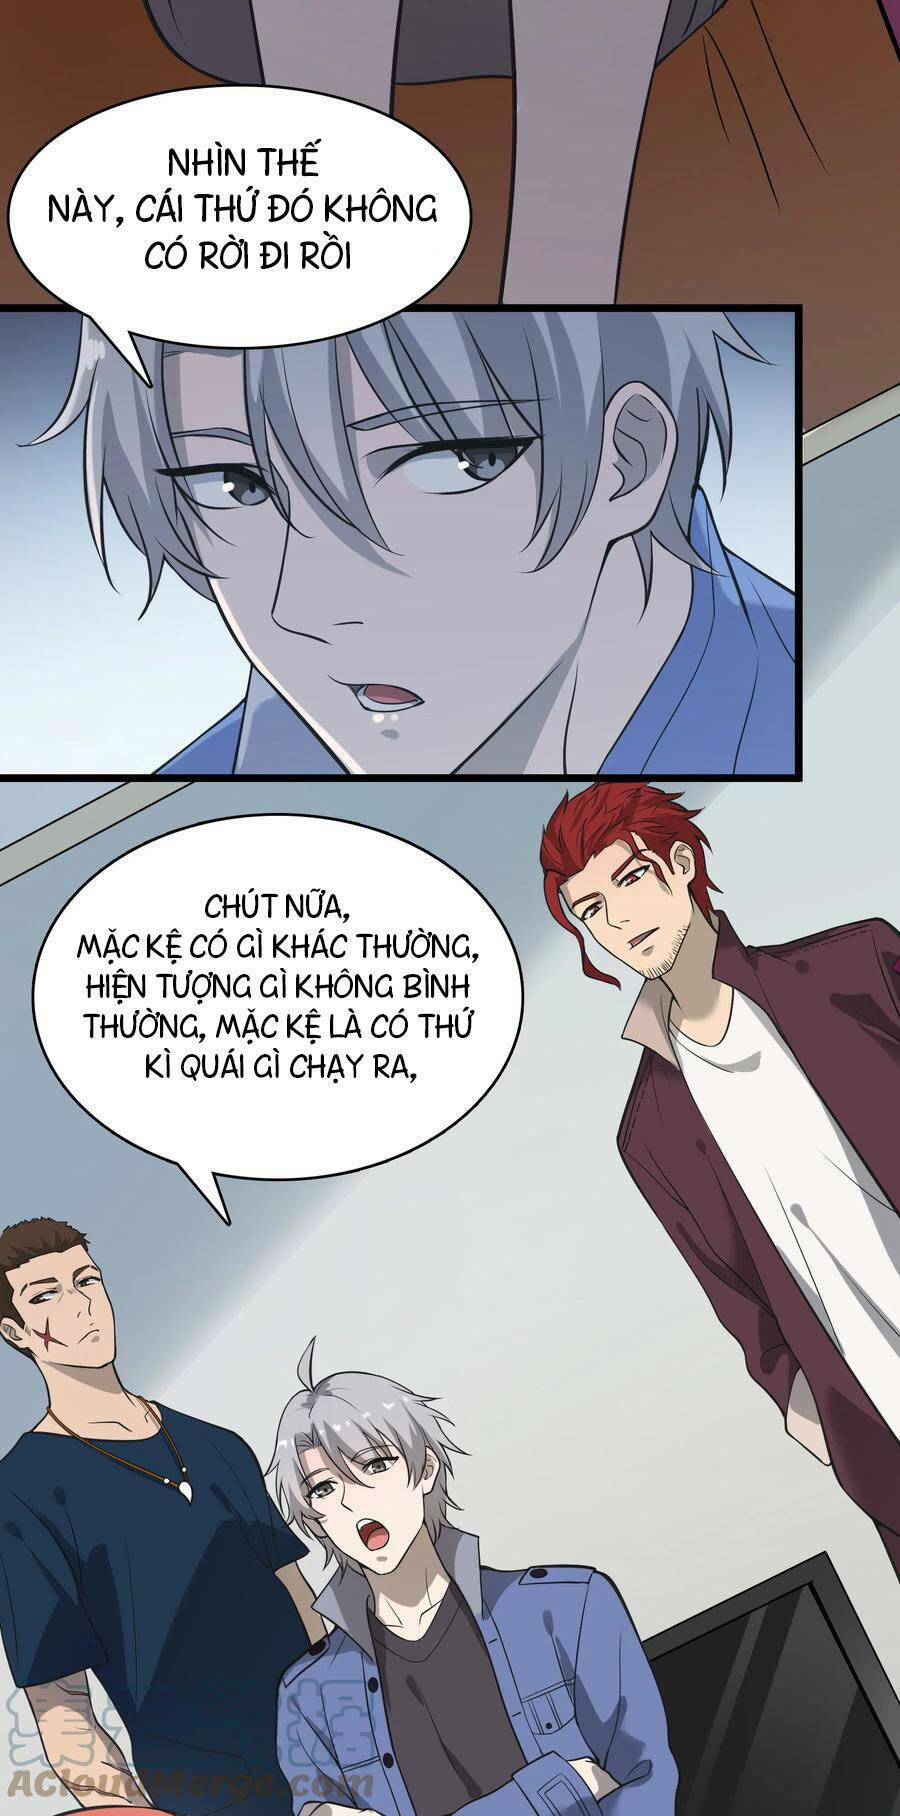 NHÌN THẾ
NÀY, CÁI THỨ ĐÓ KHÔNG
CÓ RỜI ĐI RỒI
CHÚT NỮA,
MẶC KỆ CÓ GÌ KHÁC THƯỜNG,
HIỆN TƯỢNG GÌ KHÔNG BÌNH
THƯỜNG, MẶC KỆ LÀ CÓ THỨ
KÌ QUÁI GÌ CHẠY RA,
ACloudMerge.com